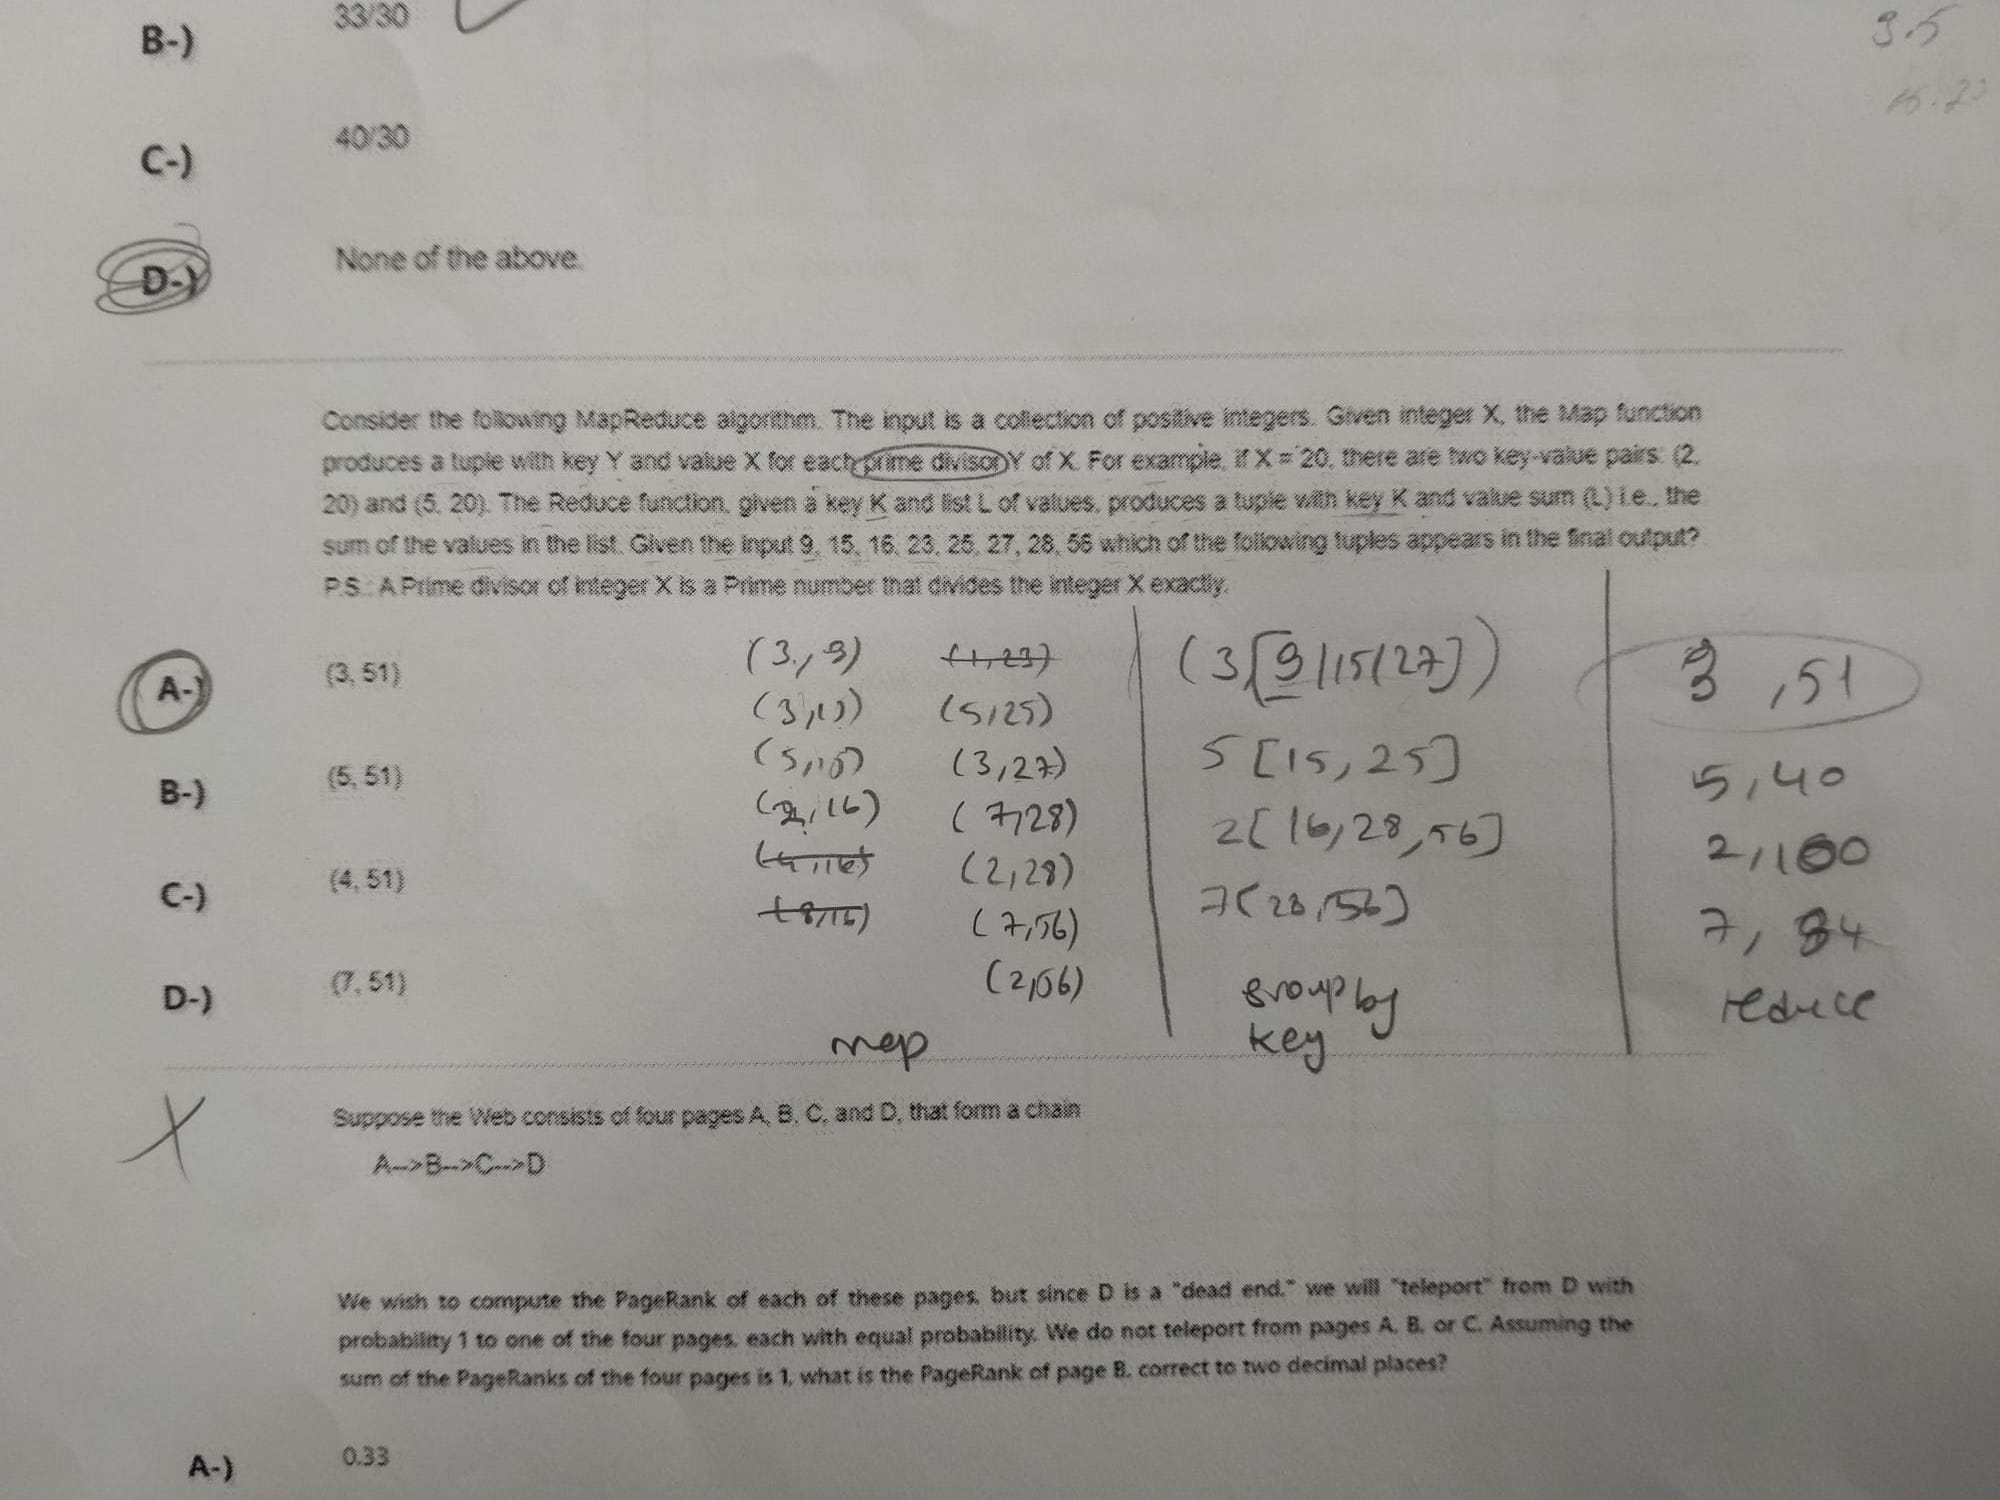 B-) 33/30
3.5
C-) 40/30
D-) None of the above.
Consider the following MapReduce algorithm. The input is a collection of positive integers. Given integer X, the Map function
produces a tuple with key Y and value X for each prime divisor Y of X. For example, if X = 20, there are two key-value pairs: (2,
20) and (5, 20). The Reduce function, given a key K and list L of values, produces a tuple with key K and value sum (L) i.e., the
sum of the values in the list. Given the input 9, 15, 16, 23, 25, 27, 28, 56 which of the following tuples appears in the final output?
P.S.: A Prime divisor of integer X is a Prime number that divides the integer X exactly.
A-) (3, 51)
B-) (5, 51)
C-) (4, 51)
D-) (7, 51)
(3, 9)
(3,15)
(5,15)
(2,16)
(4,16)
(8,16)
(1,23)
(5,25)
(3,27)
(7,28)
(2,28)
(7,56)
(2,56)
map
(3[9,15,27])
5 [15, 25]
2[ 16, 28, 56]
7[28, 56]
group by
key
3 , 51
5, 40
2, 100
7, 84
reduce
X
Suppose the Web consists of four pages A, B, C, and D, that form a chain
A-->B-->C-->D
We wish to compute the PageRank of each of these pages, but since D is a "dead end," we will "teleport" from D with
probability 1 to one of the four pages, each with equal probability. We do not teleport from pages A, B, or C. Assuming the
sum of the PageRanks of the four pages is 1, what is the PageRank of page B, correct to two decimal places?
A-) 0.33